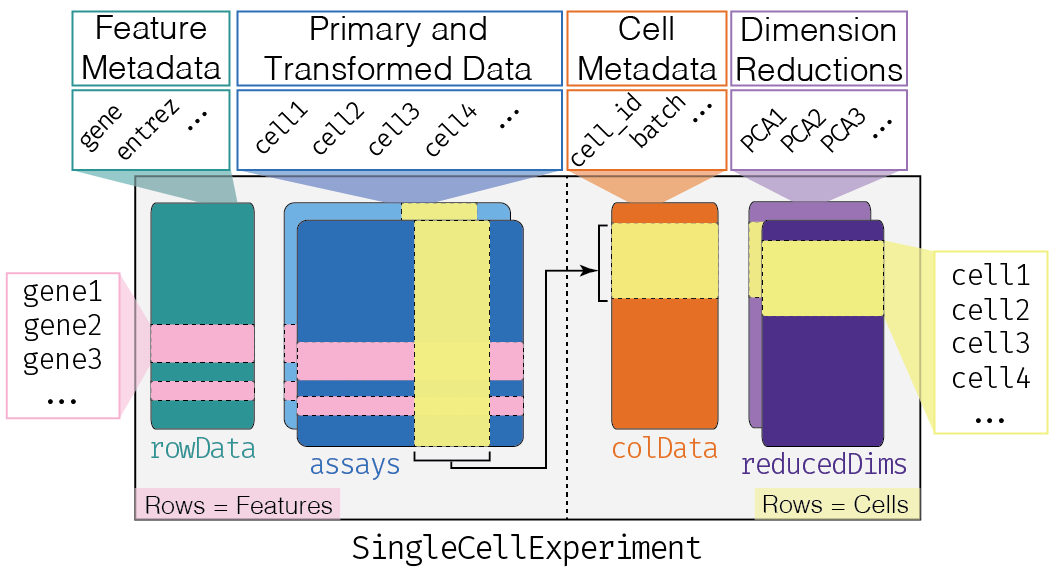 Feature
Metadata
Primary and
Transformed Data
Cell
Metadata
Dimension
Reductions
gene
entrez
...
cell1
cell2
cell3
cell4
...
cell_id
batch
...
PCA1
PCA2
PCA3
...
gene1
gene2
gene3
...
cell1
cell2
cell3
cell4
...
rowData
assays
colData
reducedDims
Rows = Features
Rows = Cells
SingleCellExperiment